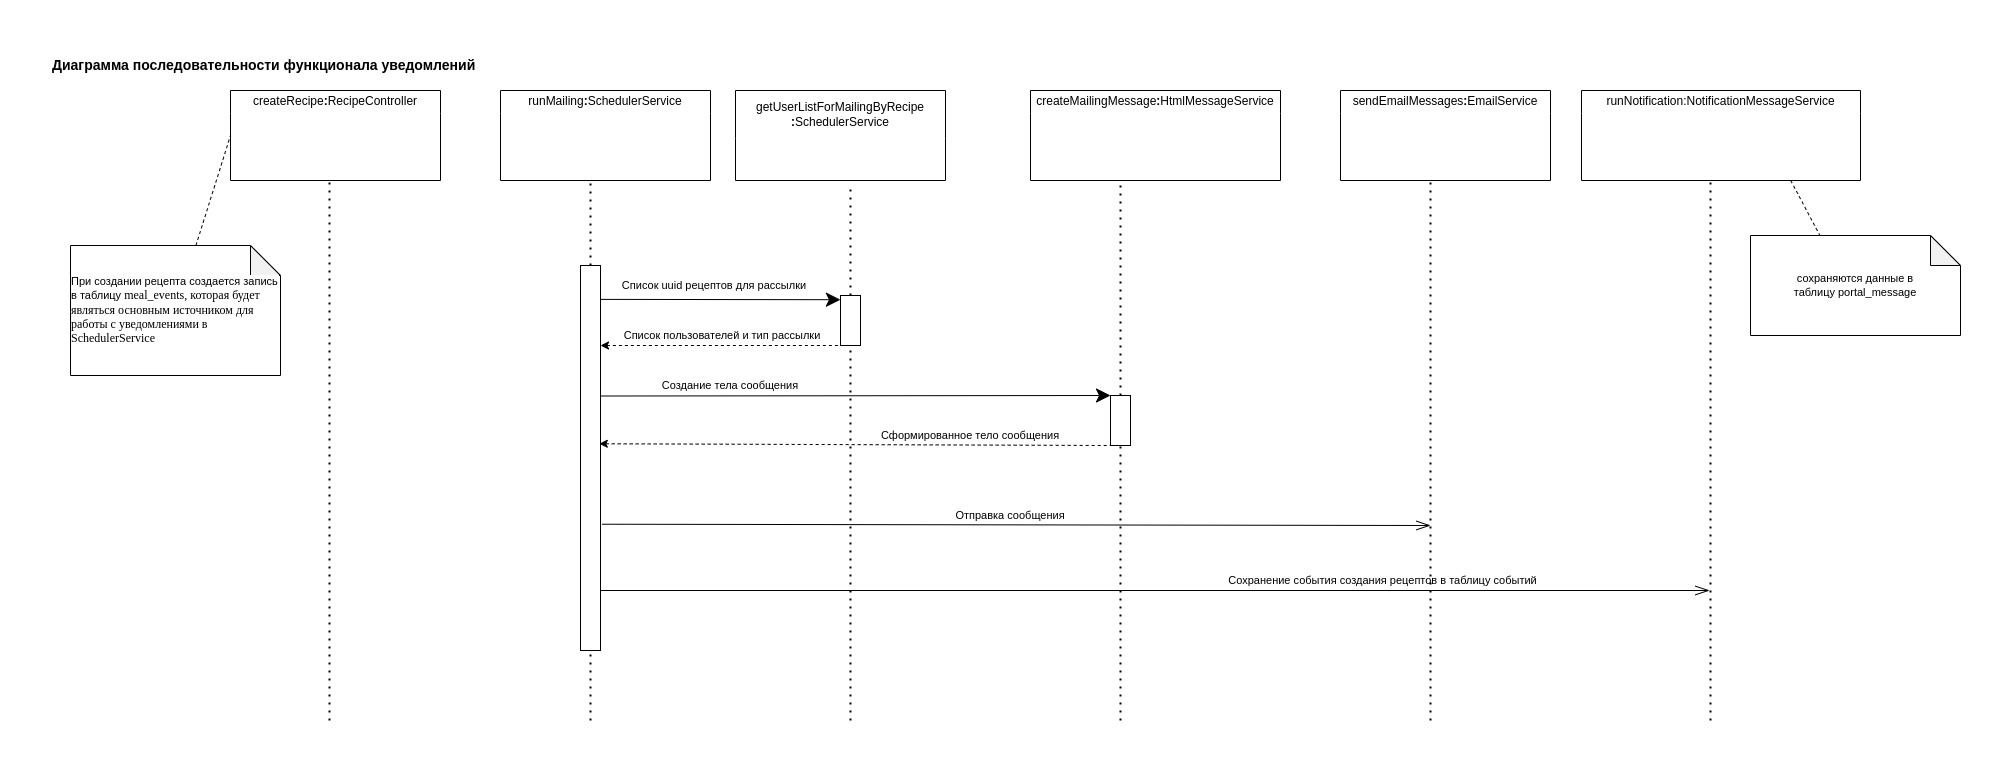 Диаграмма последовательности функционала уведомлений
createRecipe:RecipeController
runMailing:SchedulerService
getUserListForMailingByRecipe
:SchedulerService
createMailingMessage:HtmlMessageService
sendEmailMessages:EmailService
runNotification:NotificationMessageService
При создании рецепта создается запись
в таблицу meal_events, которая будет
являться основным источником для
работы с уведомлениями в
SchedulerService
сохраняются данные в
таблицу portal_message
Список uuid рецептов для рассылки
Список пользователей и тип рассылки
Создание тела сообщения
Сформированное тело сообщения
Отправка сообщения
Сохранение события создания рецептов в таблицу событий